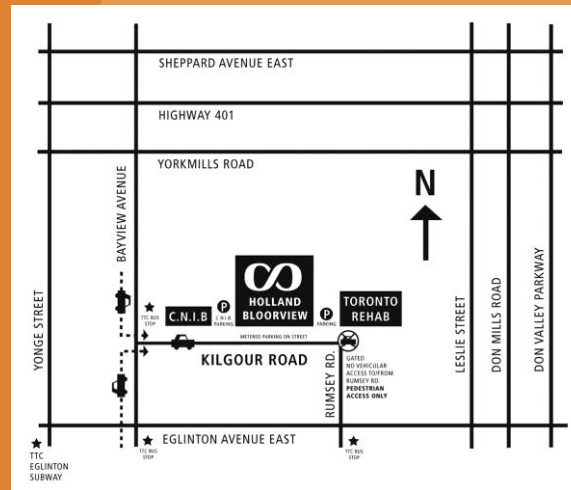 SHEPPARD AVENUE EAST
HIGHWAY 401
YORKMILLS ROAD
BAYVIEW AVENUE
N
YONGE STREET
TTC BUS
STOP
C.N.I.B
P
C.N.I.B
PARKING
HOLLAND
BLOORVIEW
P
PARKING
TORONTO
REHAB
METERED PARKING ON STREET
KILGOUR ROAD
RUMSEY RD.
GATED
NO VEHICULAR
ACCESS TO/FROM
RUMSEY RD.
PEDESTRIAN
ACCESS ONLY
LESLIE STREET
DON MILLS ROAD
DON VALLEY PARKWAY
EGLINTON AVENUE EAST
TTC
EGLINTON
SUBWAY
TTC BUS
STOP
TTC BUS
STOP